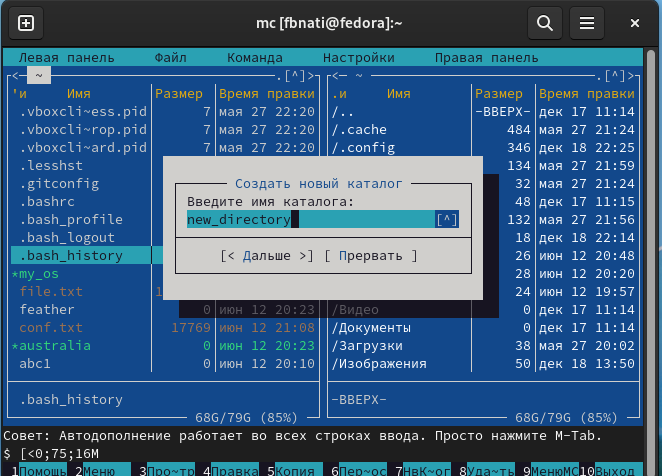 mc [fbnati@fedora]:~
Левая панель Файл Команда Настройки Правая панель
<─ ~ .[^]>┐┌<─ ~ .[^]>
'и Имя Размер Время правки .и Имя Размер Время правки
.vboxcli~ess.pid 7 мая 27 22:20 /.. -ВВЕРХ- дек 17 11:14
.vboxcli~rop.pid 7 мая 27 22:20 /.cache 484 мая 27 21:24
.vboxcli~ard.pid 7 мая 27 22:20 /.config 346 дек 18 22:25
.lesshst 134 мая 27 21:59
Создать новый каталог
.gitconfig 32 мая 27 21:24
Введите имя каталога:
.bashrc 48 дек 17 11:15
new_directory [^]
.bash_profile 132 мая 27 21:56
.bash_logout 18 дек 18 22:14
[< Дальше >] [ Прервать ]
.bash_history 26 июн 12 20:48
*my_os 28 июн 12 20:20
file.txt 1 24 июн 12 19:57
feather 0 июн 12 20:23 /Видео 0 дек 17 11:14
conf.txt 17769 июн 12 21:08 /Документы 0 дек 17 11:14
*australia 0 июн 12 20:23 /Загрузки 38 мая 27 20:02
abc1 0 июн 12 20:10 /Изображения 50 дек 18 13:50
.bash_history -ВВЕРХ-
68G/79G (85%) 68G/79G (85%)
Совет: Автодополнение работает во всех строках ввода. Просто нажмите M-Tab.
$ [<0;75;16M
1Помощь 2Меню 3Про~тр 4Правка 5Копия 6Пер~ос 7НвК~ог 8Уда~ть 9МенюMC 10Выход